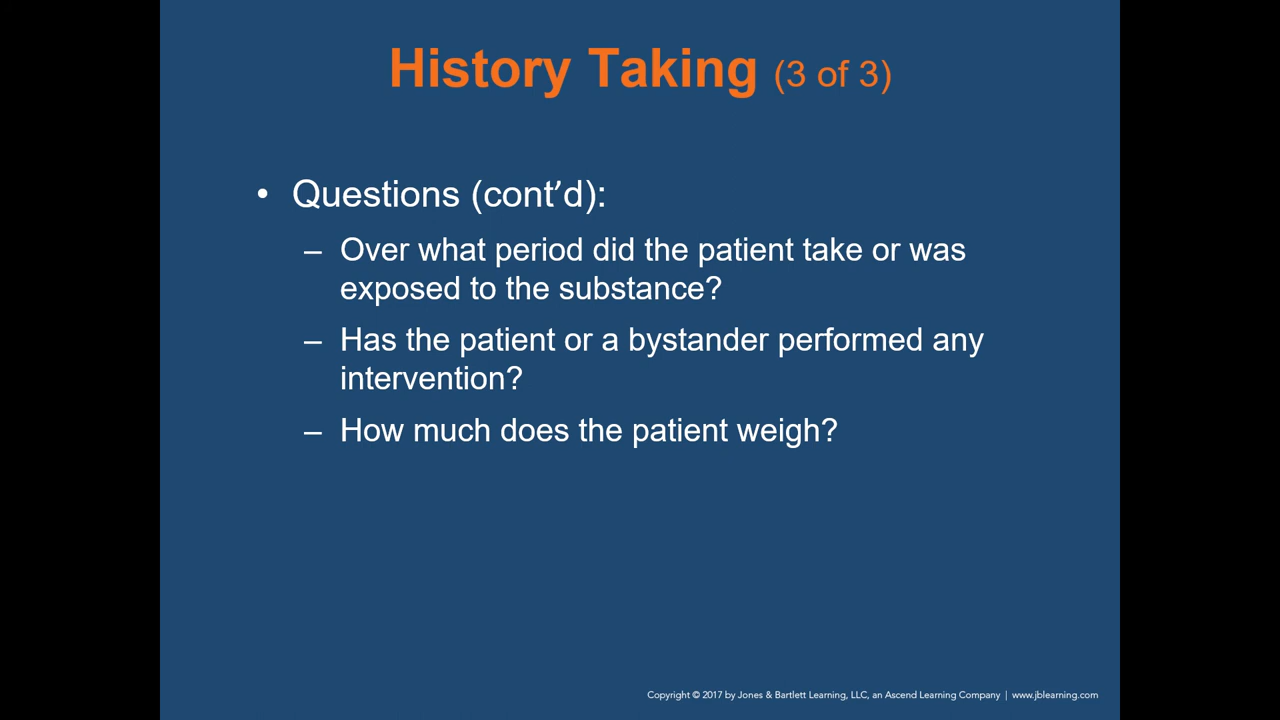 History Taking (3 of 3)
• Questions (cont’d):
– Over what period did the patient take or was
exposed to the substance?
– Has the patient or a bystander performed any
intervention?
– How much does the patient weigh?
Copyright © 2017 by Jones & Bartlett Learning, LLC, an Ascend Learning Company | www.jblearning.com